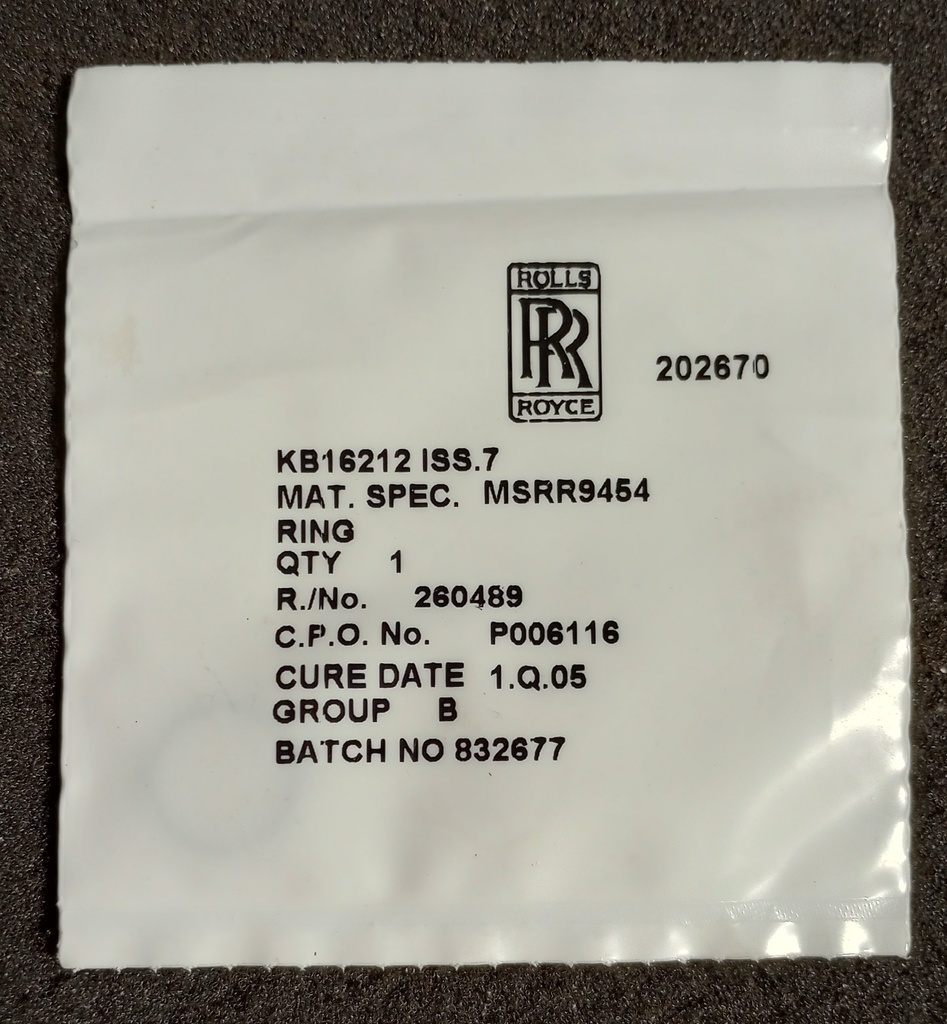 ROLLS
RR
ROYCE
202670
KB16212 ISS.7
MAT. SPEC. MSRR9454
RING
QTY 1
R./No. 260489
C.P.O. No. P006116
CURE DATE 1.Q.05
GROUP B
BATCH NO 832677